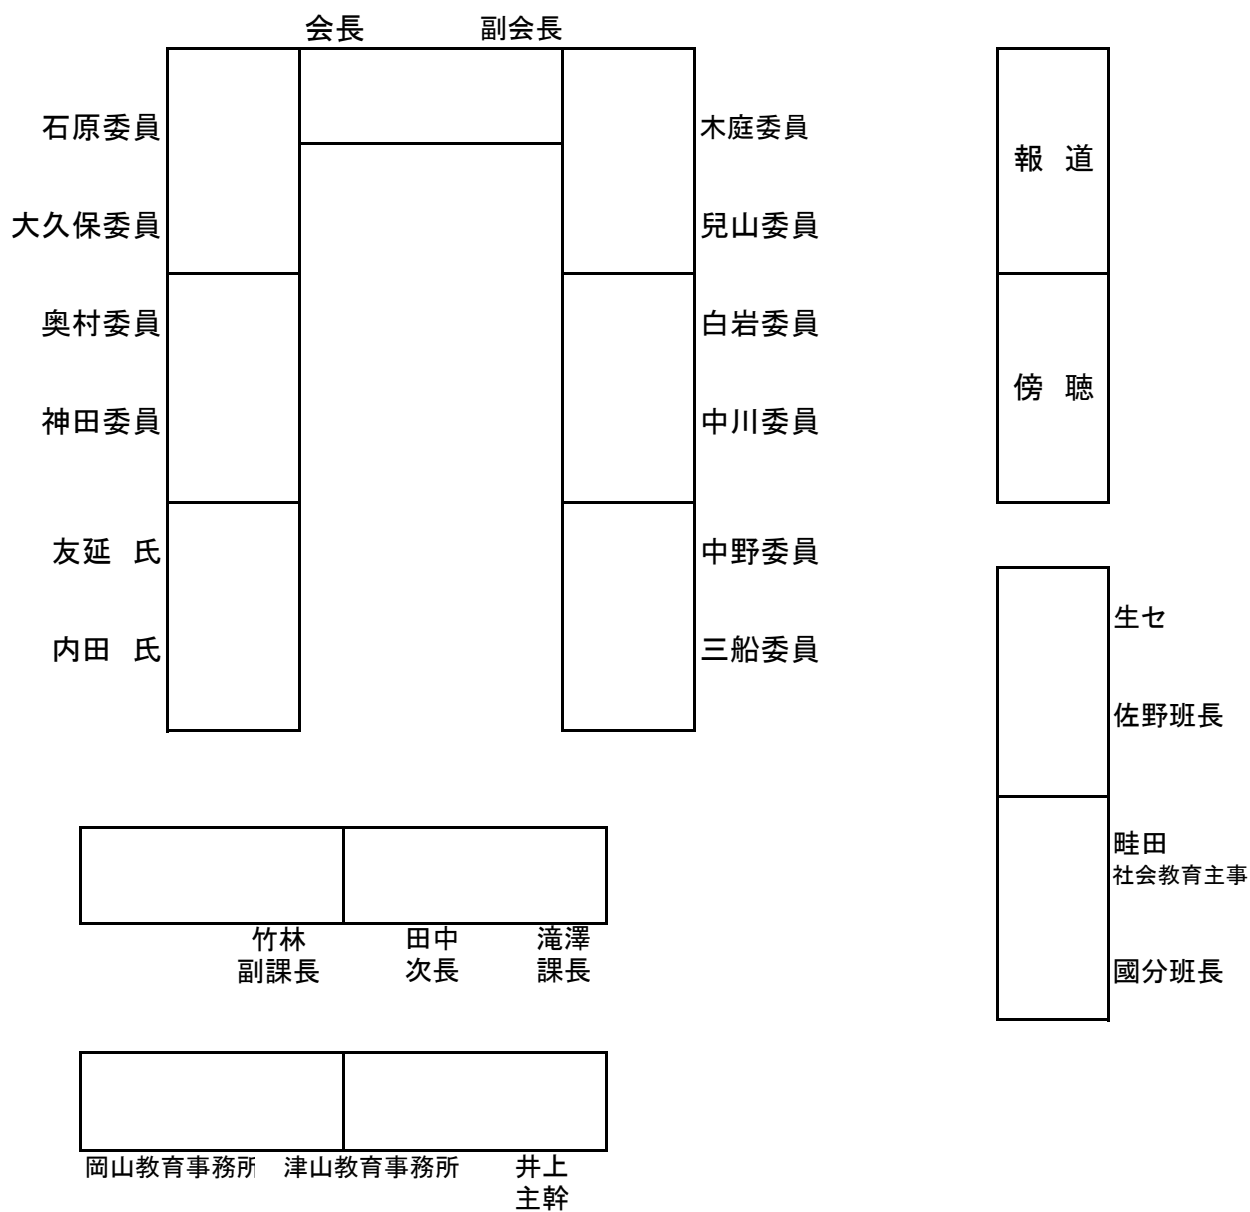 会長 副会長
石原委員 木庭委員
報 道
大久保委員 兒山委員
奥村委員 白岩委員
傍 聴
神田委員 中川委員
友延 氏 中野委員
生セ
内田 氏 三船委員
佐野班長
畦田
社会教育主事
竹林 田中 滝澤
副課長 次長 課長
國分班長
岡山教育事務所 津山教育事務所 井上
主幹